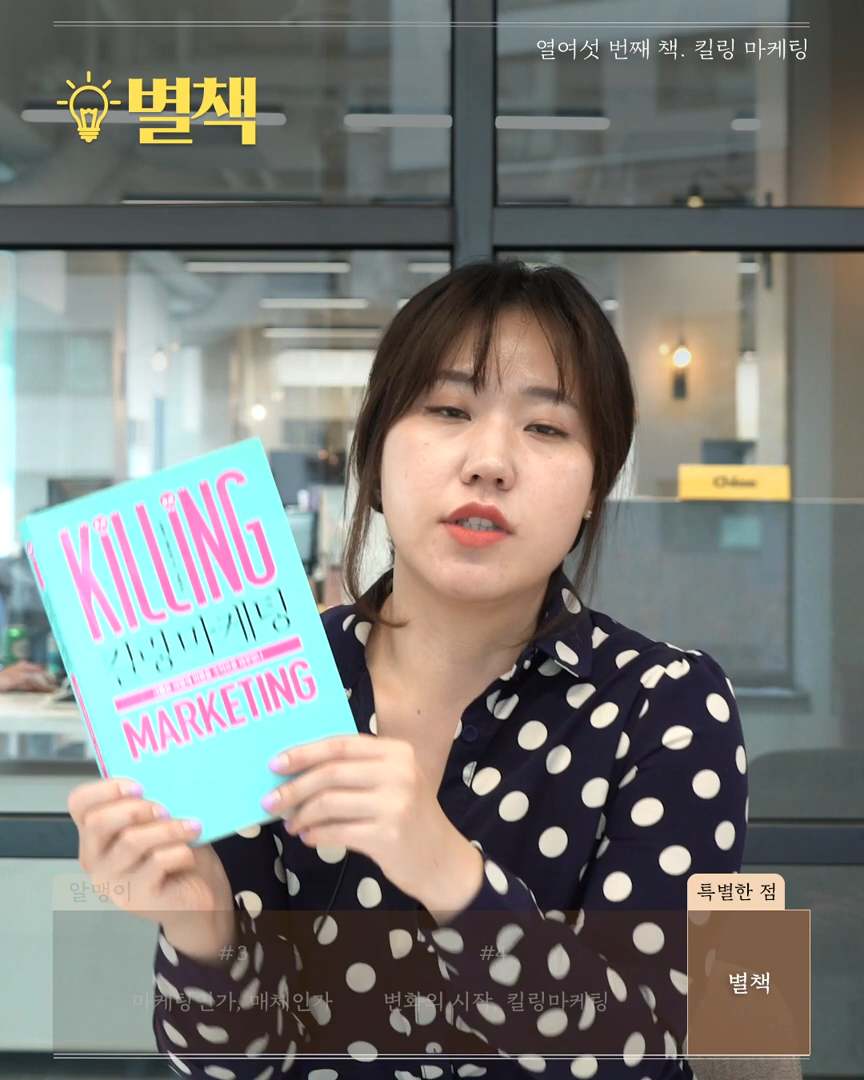 열여섯 번째 책. 킬링 마케팅
별책
KiLLiNG
킬링마케팅
MARKETING
알맹이
특별한 점
#3
#4
마케팅인가, 매체인가
변화의 시작, 킬링마케팅
별책